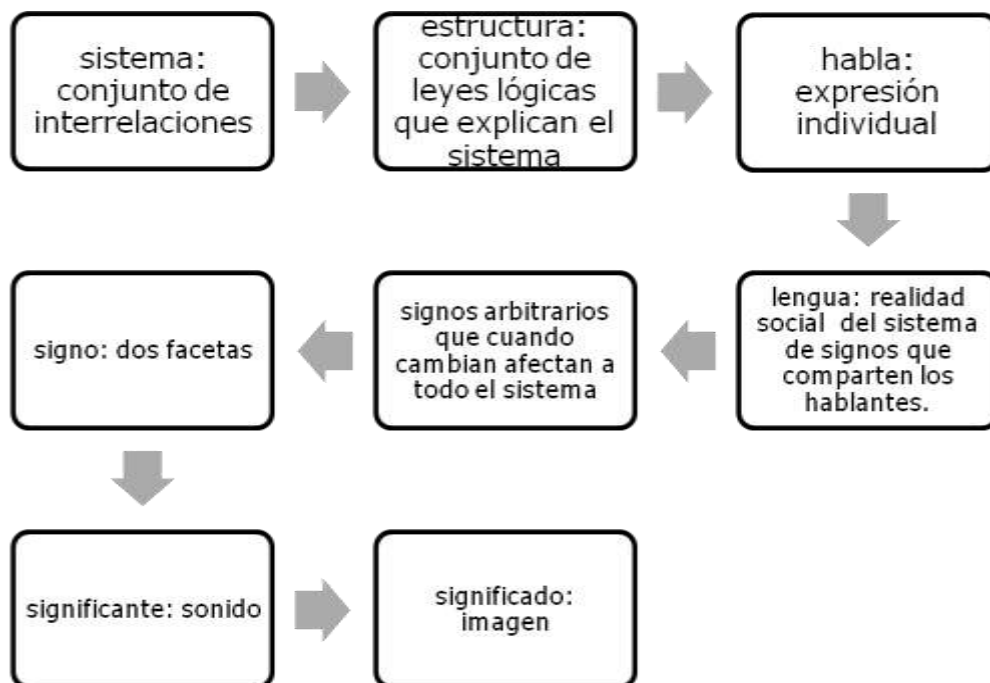 sistema:
conjunto de
interrelaciones
estructura:
conjunto de
leyes lógicas
que explican el
sistema
habla:
expresión
individual
lengua: realidad
social del sistema
de signos que
comparten los
hablantes.
signos arbitrarios
que cuando
cambian afectan a
todo el sistema
signo: dos facetas
significante: sonido
significado:
imagen